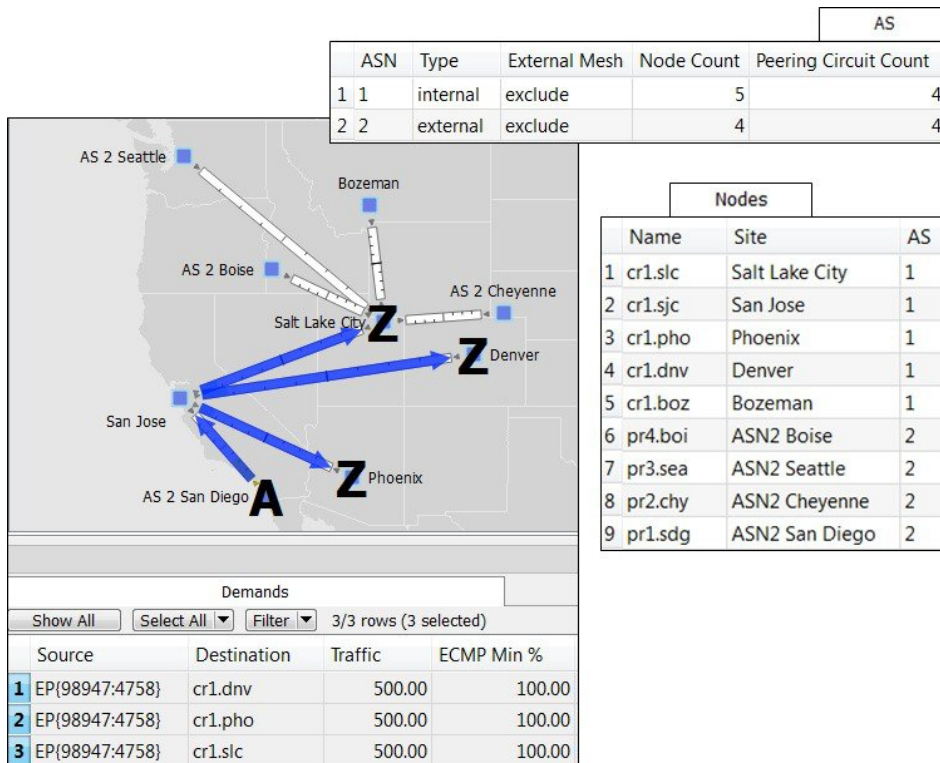 AS
ASN Type External Mesh Node Count Peering Circuit Count
1 1 internal exclude 5 4
2 2 external exclude 4 4
AS 2 Seattle
Bozeman
AS 2 Boise
AS 2 Cheyenne
Salt Lake City
Z
Z
Denver
San Jose
Z
Phoenix
AS 2 San Diego
A
Nodes
Name Site AS
1 cr1.slc Salt Lake City 1
2 cr1.sjc San Jose 1
3 cr1.pho Phoenix 1
4 cr1.dnv Denver 1
5 cr1.boz Bozeman 1
6 pr4.boi ASN2 Boise 2
7 pr3.sea ASN2 Seattle 2
8 pr2.chy ASN2 Cheyenne 2
9 pr1.sdg ASN2 San Diego 2
Demands
Show All Select All Filter 3/3 rows (3 selected)
Source Destination Traffic ECMP Min %
1 EP{98947:4758} cr1.dnv 500.00 100.00
2 EP{98947:4758} cr1.pho 500.00 100.00
3 EP{98947:4758} cr1.slc 500.00 100.00